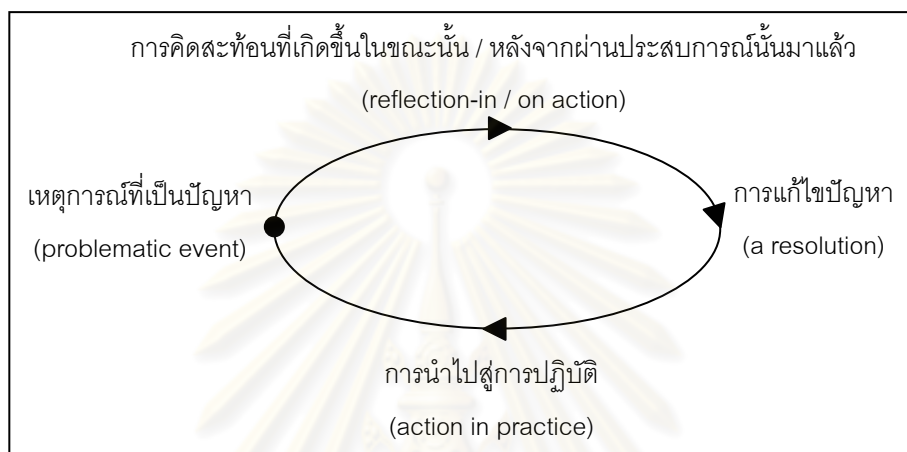 การคิดสะท้อนที่เกิดขึ้นในขณะนั้น / หลังจากผ่านประสบการณ์นั้นมาแล้ว
(reflection-in / on action)
เหตุการณ์ที่เป็นปัญหา
(problematic event)
การแก้ไขปัญหา
(a resolution)
การนำไปสู่การปฏิบัติ
(action in practice)